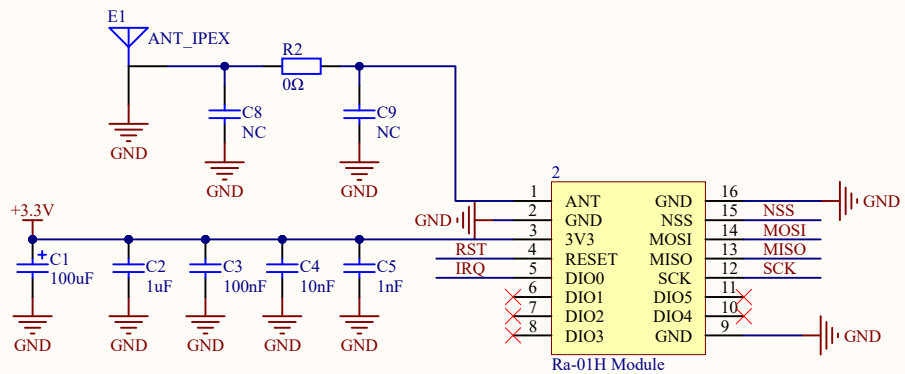 E1
ANT_IPEX
R2
0Ω
C8
NC
C9
NC
GND
GND
GND
2
1 ANT GND 16
GND
GND 2 GND NSS 15 NSS
+3.3V
3 3V3 MOSI 14 MOSI
RST 4 RESET MISO 13 MISO
IRQ 5 DIO0 SCK 12 SCK
6 DIO1 DIO5 11
7 DIO2 DIO4 10
8 DIO3 GND 9
GND
+
C1
100uF
C2
1uF
C3
100nF
C4
10nF
C5
1nF
GND
GND
GND
GND
GND
Ra-01H Module